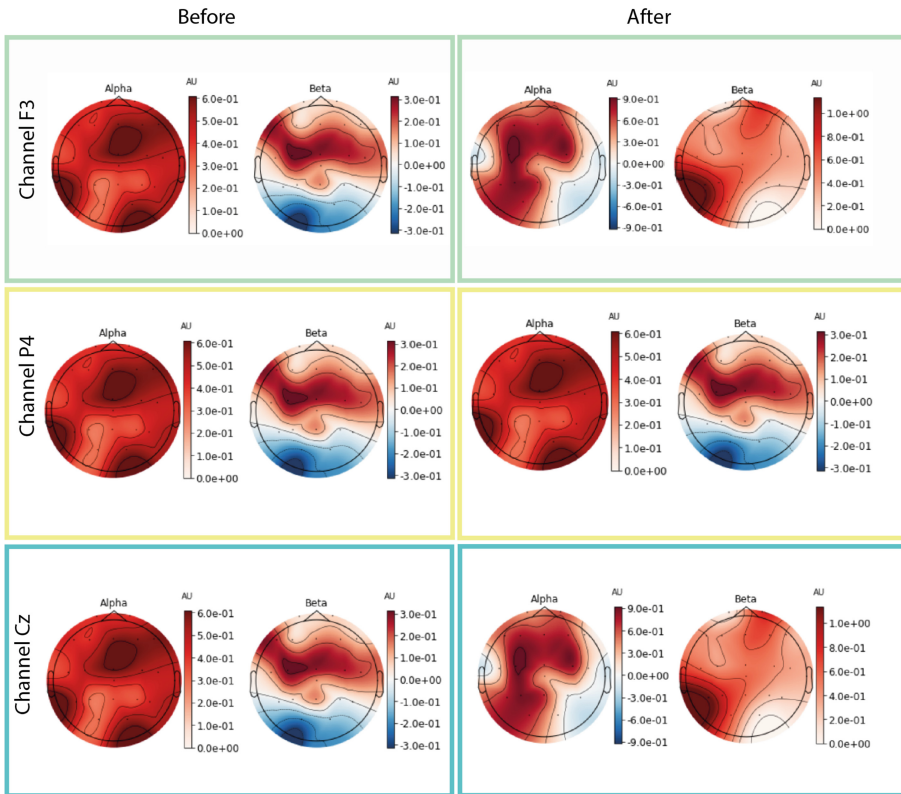 Before
After
Channel F3
Alpha
AU
6.0e-01
5.0e-01
4.0e-01
3.0e-01
2.0e-01
1.0e-01
0.0e+00
Beta
AU
3.0e-01
2.0e-01
1.0e-01
0.0e+00
-1.0e-01
-2.0e-01
-3.0e-01
Alpha
AU
9.0e-01
6.0e-01
3.0e-01
0.0e+00
-3.0e-01
-6.0e-01
-9.0e-01
Beta
AU
1.0e+00
8.0e-01
6.0e-01
4.0e-01
2.0e-01
0.0e+00
Channel P4
Alpha
AU
6.0e-01
5.0e-01
4.0e-01
3.0e-01
2.0e-01
1.0e-01
0.0e+00
Beta
AU
3.0e-01
2.0e-01
1.0e-01
0.0e+00
-1.0e-01
-2.0e-01
-3.0e-01
Alpha
AU
6.0e-01
5.0e-01
4.0e-01
3.0e-01
2.0e-01
1.0e-01
0.0e+00
Beta
AU
3.0e-01
2.0e-01
1.0e-01
0.0e+00
-1.0e-01
-2.0e-01
-3.0e-01
Channel Cz
Alpha
AU
6.0e-01
5.0e-01
4.0e-01
3.0e-01
2.0e-01
1.0e-01
0.0e+00
Beta
AU
3.0e-01
2.0e-01
1.0e-01
0.0e+00
-1.0e-01
-2.0e-01
-3.0e-01
Alpha
AU
9.0e-01
6.0e-01
3.0e-01
0.0e+00
-3.0e-01
-6.0e-01
-9.0e-01
Beta
AU
1.0e+00
8.0e-01
6.0e-01
4.0e-01
2.0e-01
0.0e+00